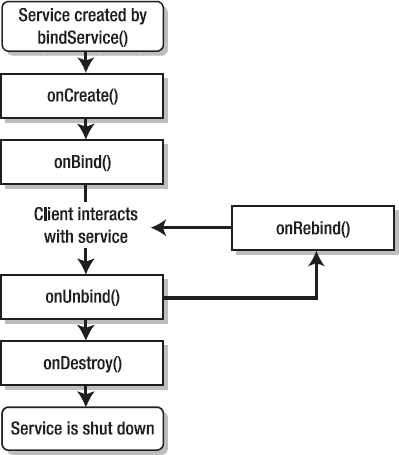 Service created by
bindService()
onCreate()
onBind()
Client interacts
with service
onRebind()
onUnbind()
onDestroy()
Service is shut down